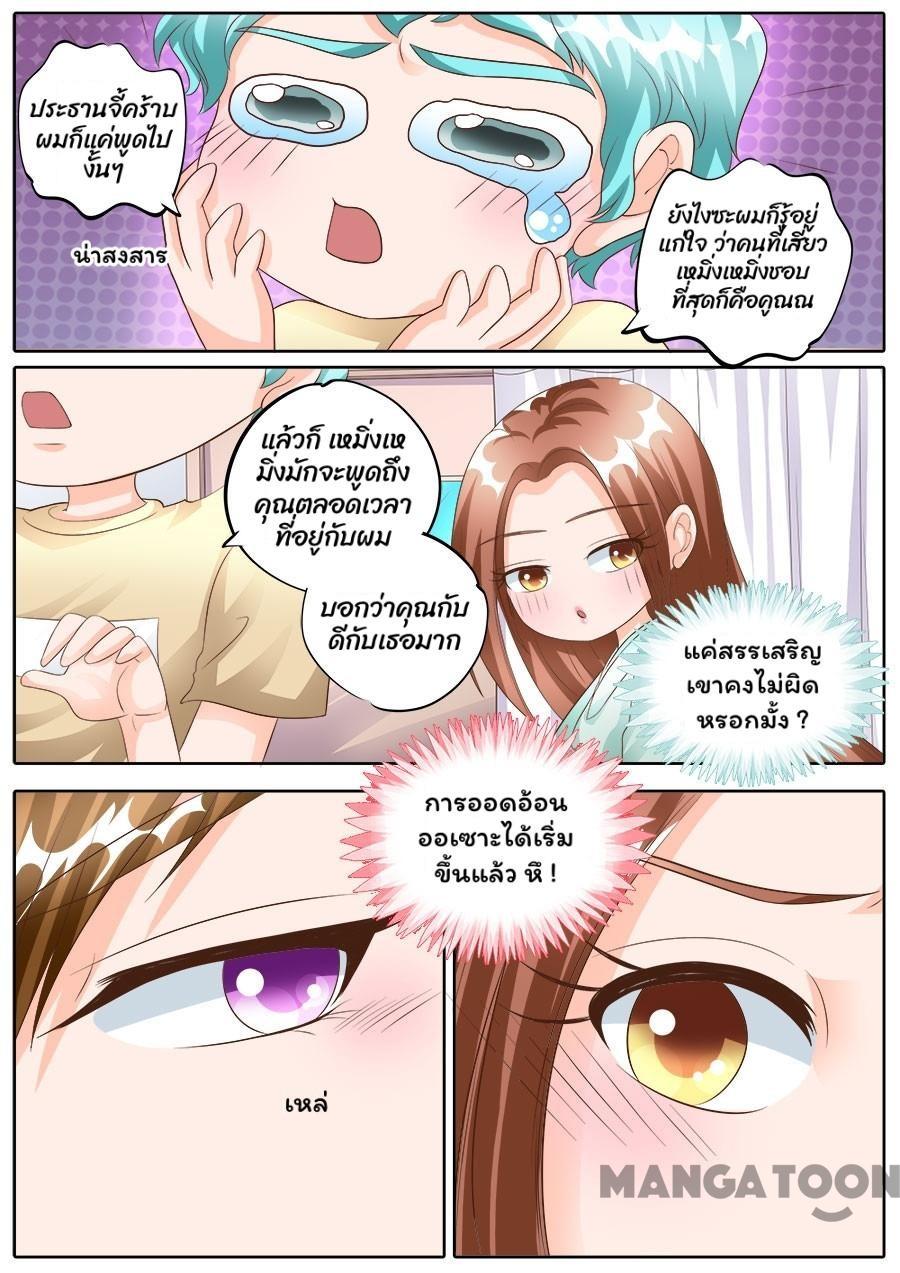 ประธานจี้คร้าบ
ผมก็แค่พูดไป
งั้นๆ
น่าสงสาร
ยังไงซะผมก็รู้อยู่
แก่ใจ ว่าคนที่เสี่ยว
เหมิ่งเหมิ่งชอบ
ที่สุดก็คือคูณณ
แล้วก็ เหมิ่งเห
มิ่งมักจะพูดถึง
คุณตลอดเวลา
ที่อยู่กับผม
บอกว่าคุณกับ
ดีกับเธอมาก
แค่สรรเสริญ
เขาคงไม่ผิด
หรอกมั้ง ?
การออดอ้อน
ออเซาะได้เริ่ม
ขึ้นแล้ว หึ !
เหล่
MANGATOON